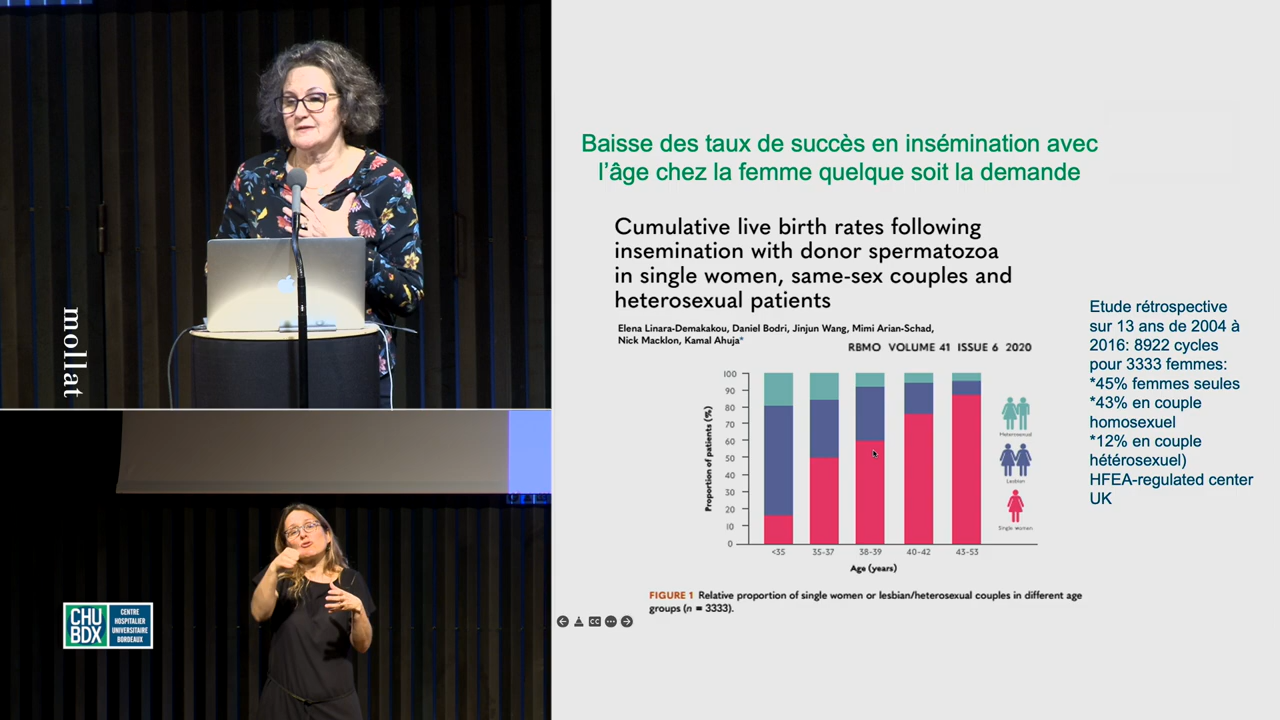 mollat
CHU
BDX
CENTRE
HOSPITALIER
UNIVERSITAIRE
BORDEAUX
Baisse des taux de succès en insémination avec
l'âge chez la femme quelque soit la demande
Cumulative live birth rates following
insemination with donor spermatozoa
in single women, same-sex couples and
heterosexual patients
Elena Linara-Demakakou, Daniel Bodri, Jinjun Wang, Mimi Arian-Schad,
Nick Macklon, Kamal Ahuja*
RBMO VOLUME 41 ISSUE 6 2020
Proportion of patients (%)
100
90
80
70
60
50
40
30
20
10
0
<35
35-37
38-39
40-42
43-53
Age (years)
Heterosexual
Lesbian
Single women
FIGURE 1 Relative proportion of single women or lesbian/heterosexual couples in different age
groups (n = 3333).
Etude rétrospective
sur 13 ans de 2004 à
2016: 8922 cycles
pour 3333 femmes:
*45% femmes seules
*43% en couple
homosexuel
*12% en couple
hétérosexuel)
HFEA-regulated center
UK
CC